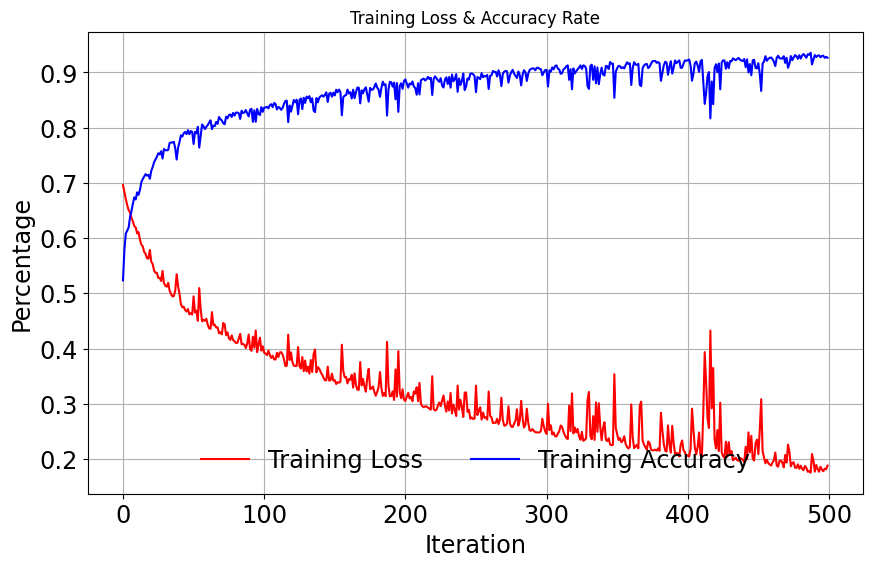 Training Loss & Accuracy Rate
0.9
0.8
0.7
0.6
0.5
0.4
0.3
0.2
Percentage
Training Loss Training Accuracy
0 100 200 300 400 500
Iteration